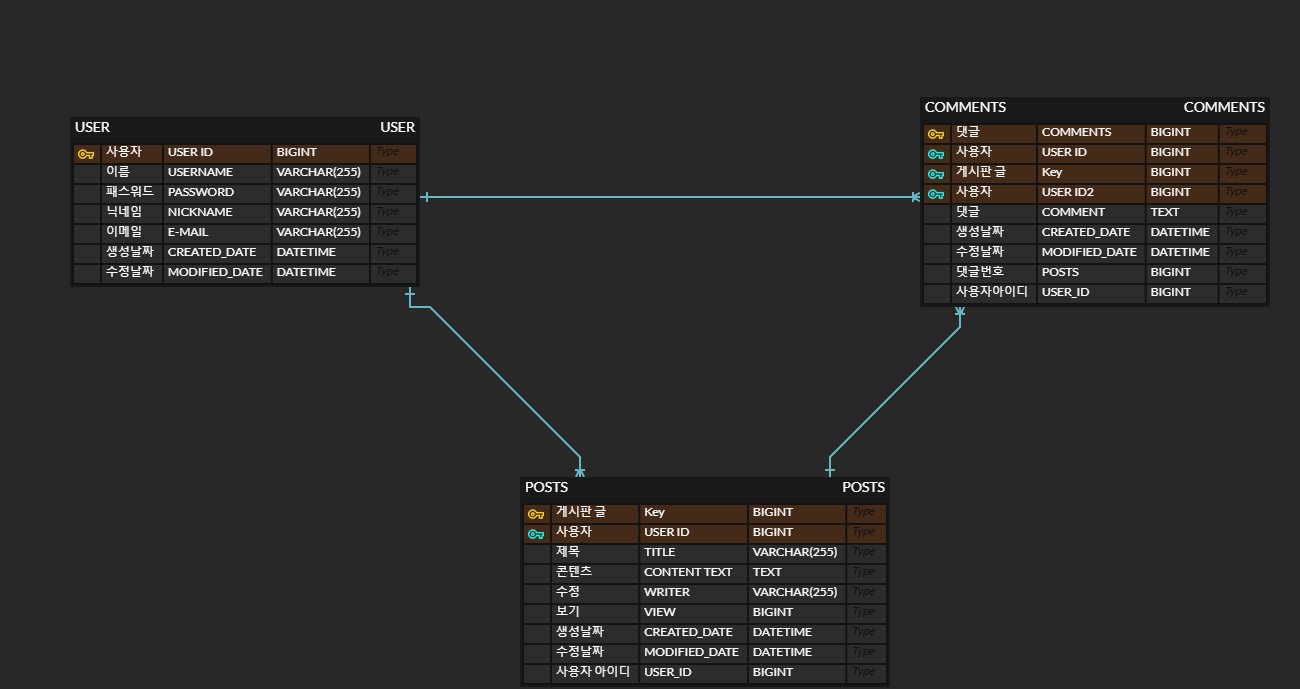 USER USER
사용자 USER ID BIGINT Type
이름 USERNAME VARCHAR(255) Type
패스워드 PASSWORD VARCHAR(255) Type
닉네임 NICKNAME VARCHAR(255) Type
이메일 E-MAIL VARCHAR(255) Type
생성날짜 CREATED_DATE DATETIME Type
수정날짜 MODIFIED_DATE DATETIME Type
COMMENTS COMMENTS
댓글 COMMENTS BIGINT Type
사용자 USER ID BIGINT Type
게시판 글 Key BIGINT Type
사용자 USER ID2 BIGINT Type
댓글 COMMENT TEXT Type
생성날짜 CREATED_DATE DATETIME Type
수정날짜 MODIFIED_DATE DATETIME Type
댓글번호 POSTS BIGINT Type
사용자아이디 USER_ID BIGINT Type
POSTS POSTS
게시판 글 Key BIGINT Type
사용자 USER ID BIGINT Type
제목 TITLE VARCHAR(255) Type
콘텐츠 CONTENT TEXT TEXT Type
수정 WRITER VARCHAR(255) Type
보기 VIEW BIGINT Type
생성날짜 CREATED_DATE DATETIME Type
수정날짜 MODIFIED_DATE DATETIME Type
사용자 아이디 USER_ID BIGINT Type